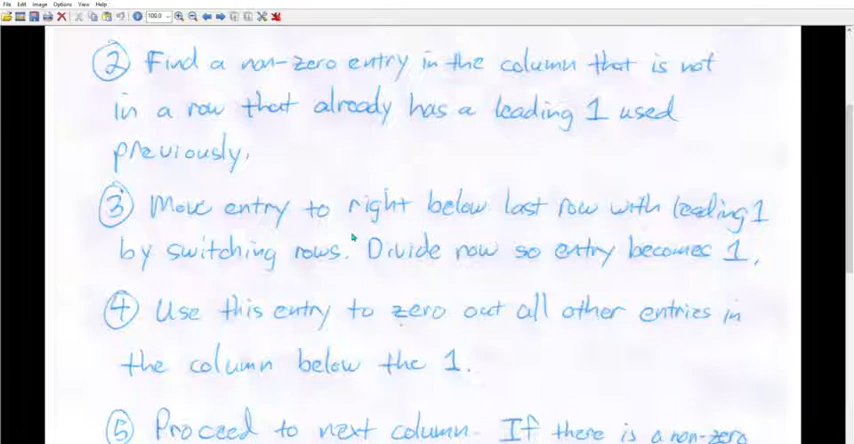 File Edit Image Options View Help
100.0
② Find a non-zero entry in the column that is not
in a row that already has a leading 1 used
previously.
③ Move entry to right below last row with leading 1
by switching rows. Divide row so entry becomes 1.
④ Use this entry to zero out all other entries in
the column below the 1.
⑤ Proceed to next column. If there is a non-zero